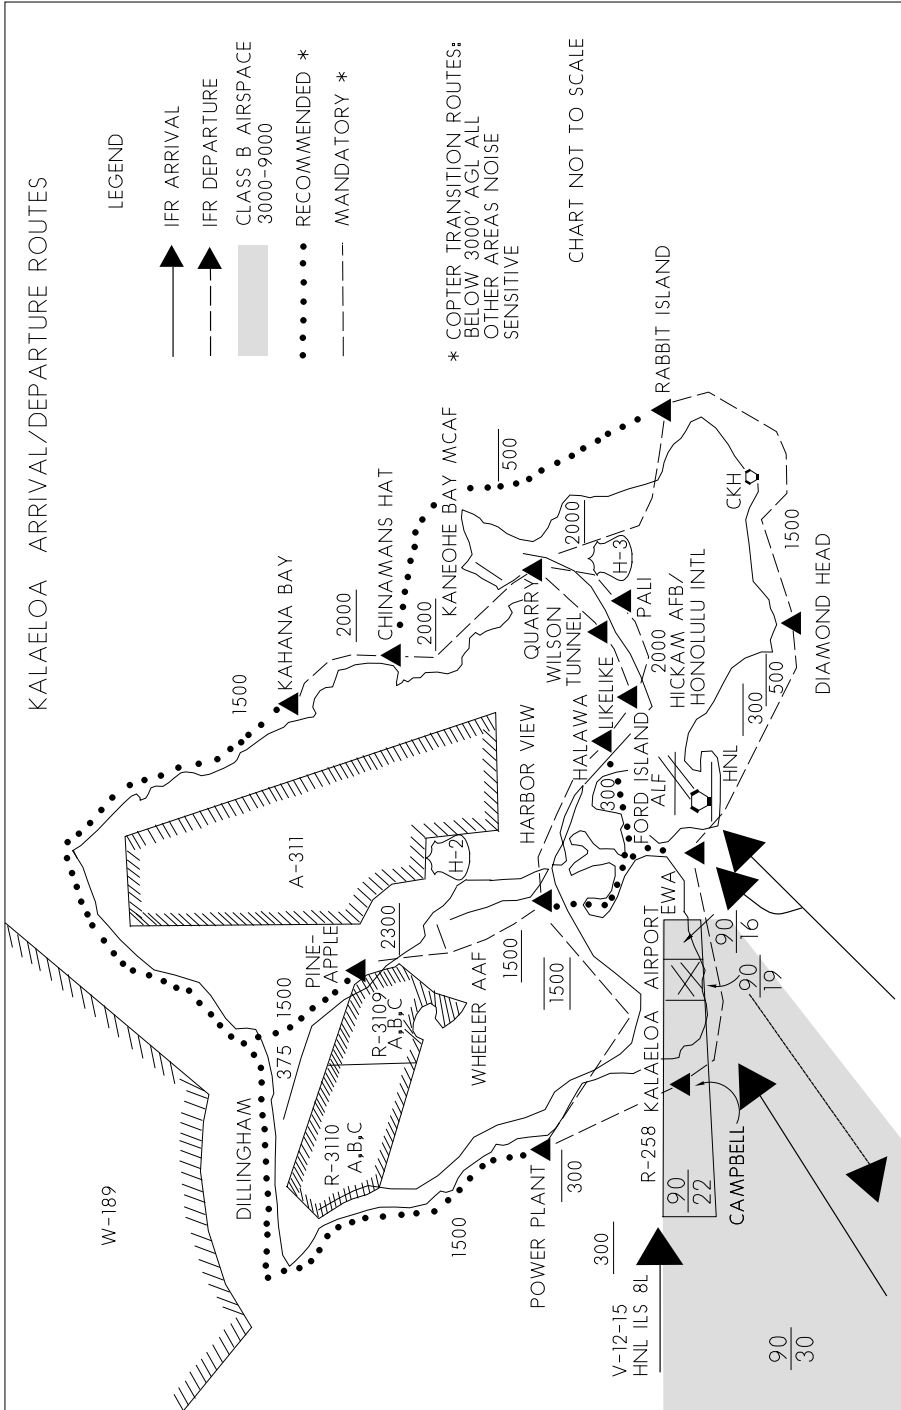 KALAELOA ARRIVAL/DEPARTURE ROUTES
LEGEND
IFR ARRIVAL
IFR DEPARTURE
CLASS B AIRSPACE
3000-9000
RECOMMENDED *
MANDATORY *
* COPTER TRANSITION ROUTES:
BELOW 3000' AGL ALL
OTHER AREAS NOISE
SENSITIVE
CHART NOT TO SCALE
W-189
DILLINGHAM
375
1500
PINE-
APPLE
2300
A-311
H-2
1500
KAHANA BAY
2000
CHINAMANS HAT
2000
KANEOHE BAY MCAF
500
RABBIT ISLAND
R-3110
A,B,C
R-3109
A,B,C
WHEELER AAF
1500
1500
HARBOR VIEW
HALAWA
LIKELIKE
WILSON
TUNNEL
QUARRY
2000
H-3
PALI
2000
HICKAM AFB/
HONOLULU INTL
FORD ISLAND
300
ALF
HNL
300
500
DIAMOND HEAD
1500
CKH
1500
POWER PLANT
300
300
V-12-15
HNL ILS 8L
R-258
KALAELOA AIRPORT
EWA
90
22
CAMPBELL
90
19
90
16
90
30